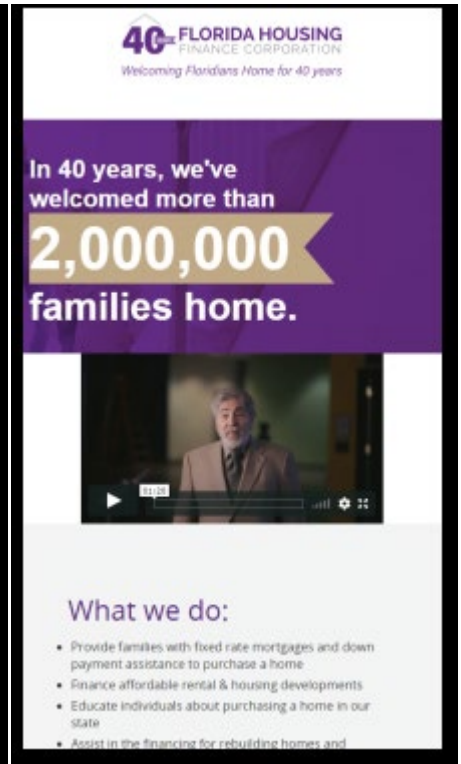 40
FLORIDA HOUSING
FINANCE CORPORATION
Welcoming Floridians Home for 40 years
In 40 years, we've
welcomed more than
2,000,000
families home.
01:26
What we do:
Provide families with fixed rate mortgages and down
payment assistance to purchase a home
Finance affordable rental & housing developments
Educate individuals about purchasing a home in our
state
Assist in the financing for rebuilding homes and